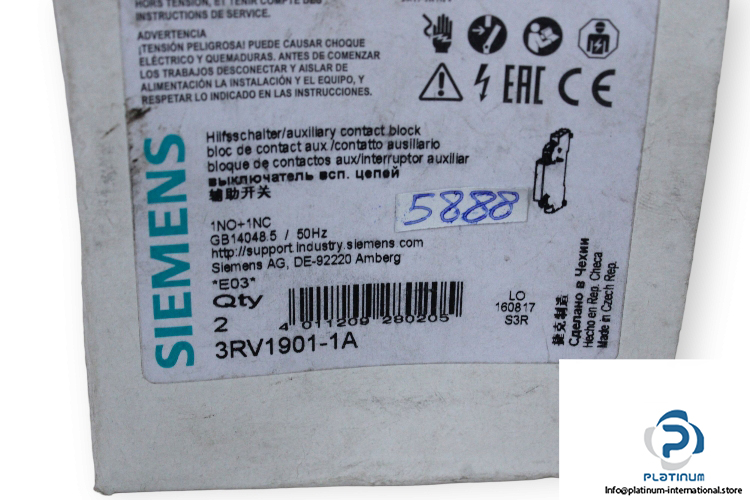 HORS TENSION, ET TENIR COMPTE DES
INSTRUCTIONS DE SERVICE.
ADVERTENCIA
¡TENSIÓN PELIGROSA! PUEDE CAUSAR CHOQUE
ELÉCTRICO Y QUEMADURAS. ANTES DE COMENZAR
LOS TRABAJOS DESCONECTAR Y AISLAR DE
ALIMENTACIÓN LA INSTALACIÓN Y EL EQUIPO, Y
RESPETAR LO INDICADO EN LAS INSTRUCCIONES.
EAC CE
SIEMENS
Hilfsschalter/auxiliary contact block
bloc de contact aux./contatto ausiliario
bloque de contactos aux/interruptor auxiliar
выключатель всп. цепей
辅助开关
5888
1NO+1NC
GB14048.5 / 50Hz
http://support.industry.siemens.com
Siemens AG, DE-92220 Amberg
*E03*
Qty
2
4 011209 280205
3RV1901-1A
LO
160817
S3R
捷克制造
Сделано в Чехии
Hecho en Rep. Checa
Made in Czech Rep.
PLATINUM
Info@platinum-international.store